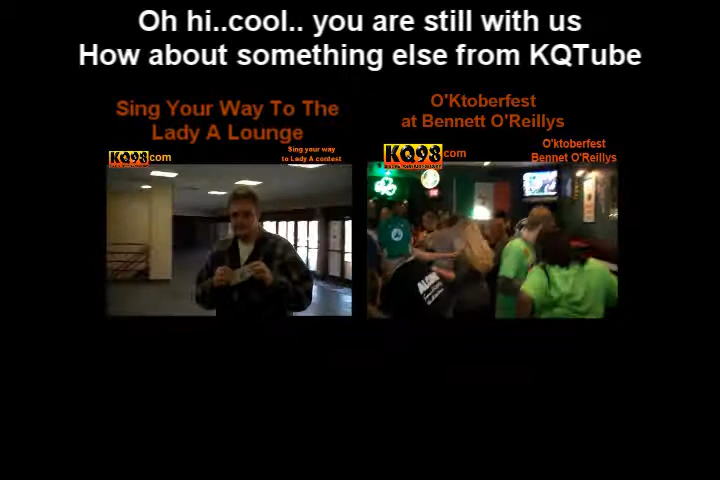 Oh hi..cool.. you are still with us
How about something else from KQTube
Sing Your Way To The
Lady A Lounge
O'Ktoberfest
at Bennett O'Reillys
KQ98.com
Sing your way
to Lady A contest
KQ98.com
O'ktoberfest
Bennet O'Reillys